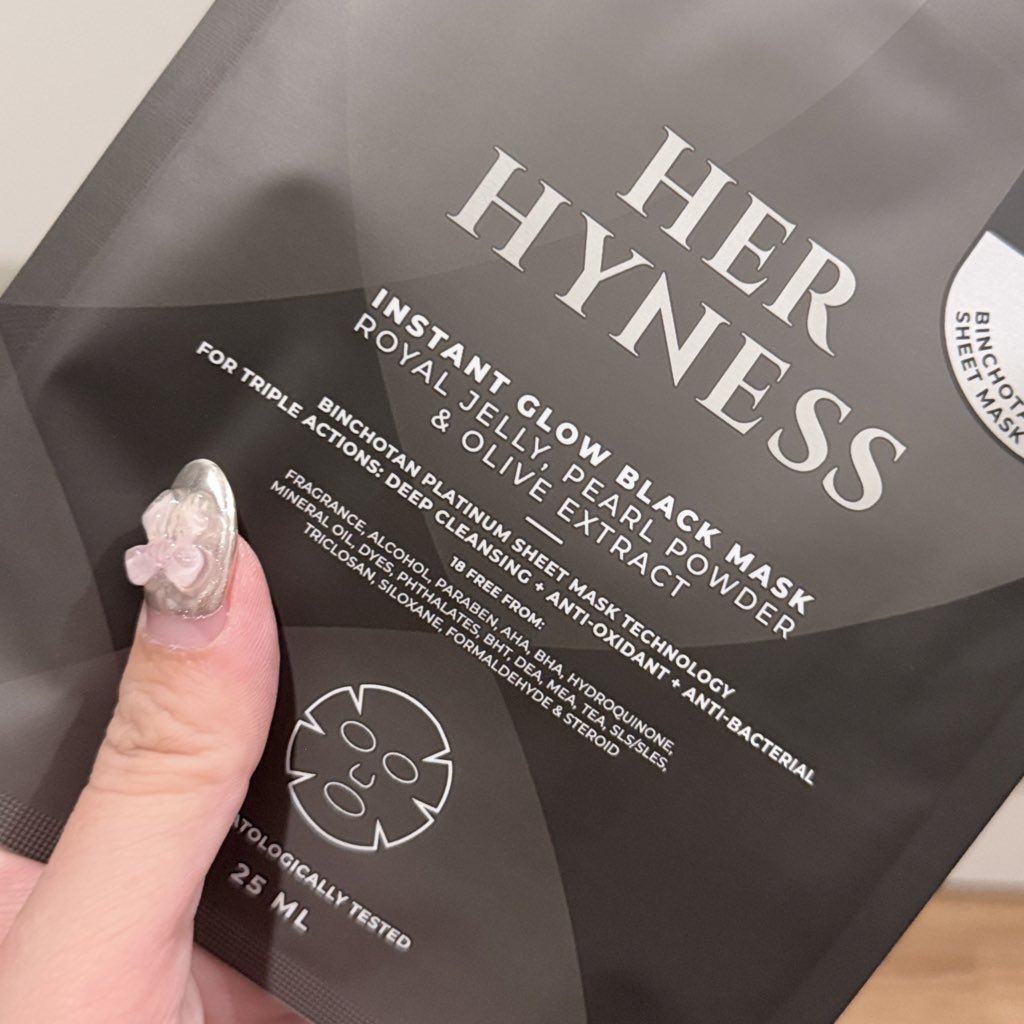 HER
HYNESS
INSTANT GLOW BLACK MASK
ROYAL JELLY, PEARL POWDER
& OLIVE EXTRACT
BINCHOTAN PLATINUM SHEET MASK TECHNOLOGY
FOR TRIPLE ACTIONS: DEEP CLEANSING + ANTI-OXIDANT + ANTI-BACTERIAL
18 FREE FROM:
FRAGRANCE, ALCOHOL, PARABEN, AHA, BHA, HYDROQUINONE,
MINERAL OIL, DYES, PHTHALATES, BHT, DEA, MEA, TEA, SLS/SLES,
TRICLOSAN, SILOXANE, FORMALDEHYDE & STEROID
TESTED
25 ML
SHEET MASK